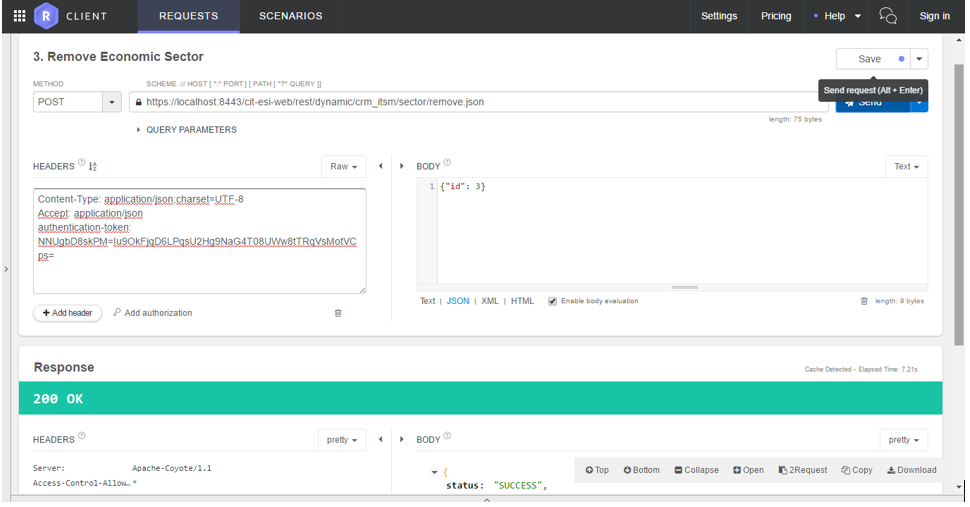 R CLIENT REQUESTS SCENARIOS Settings Pricing Help Sign in
3. Remove Economic Sector
Save
METHOD SCHEME :// HOST [ ":" PORT ] [ PATH [ "?" QUERY ]]
Send request (Alt + Enter)
POST https://localhost:8443/cit-esi-web/rest/dynamic/crm_itsm/sector/remove.json Send
length: 75 bytes
QUERY PARAMETERS
HEADERS ? Raw BODY ? Text
1 {"id": 3}
Content-Type: application/json;charset=UTF-8
Accept: application/json
authentication-token:
NNUgbD8skPM=Iu9OkFjqD6LPqsU2Hg9NaG4T08UWw8tTRqVsMotVC
ps=
Text | JSON | XML | HTML Enable body evaluation length: 9 bytes
+ Add header Add authorization
Response
Cache Detected - Elapsed Time: 7.21s
200 OK
HEADERS ? pretty BODY ? pretty
Server: Apache-Coyote/1.1
{
Top Bottom Collapse Open 2Request Copy Download
Access-Control-Allow… *
status: "SUCCESS",